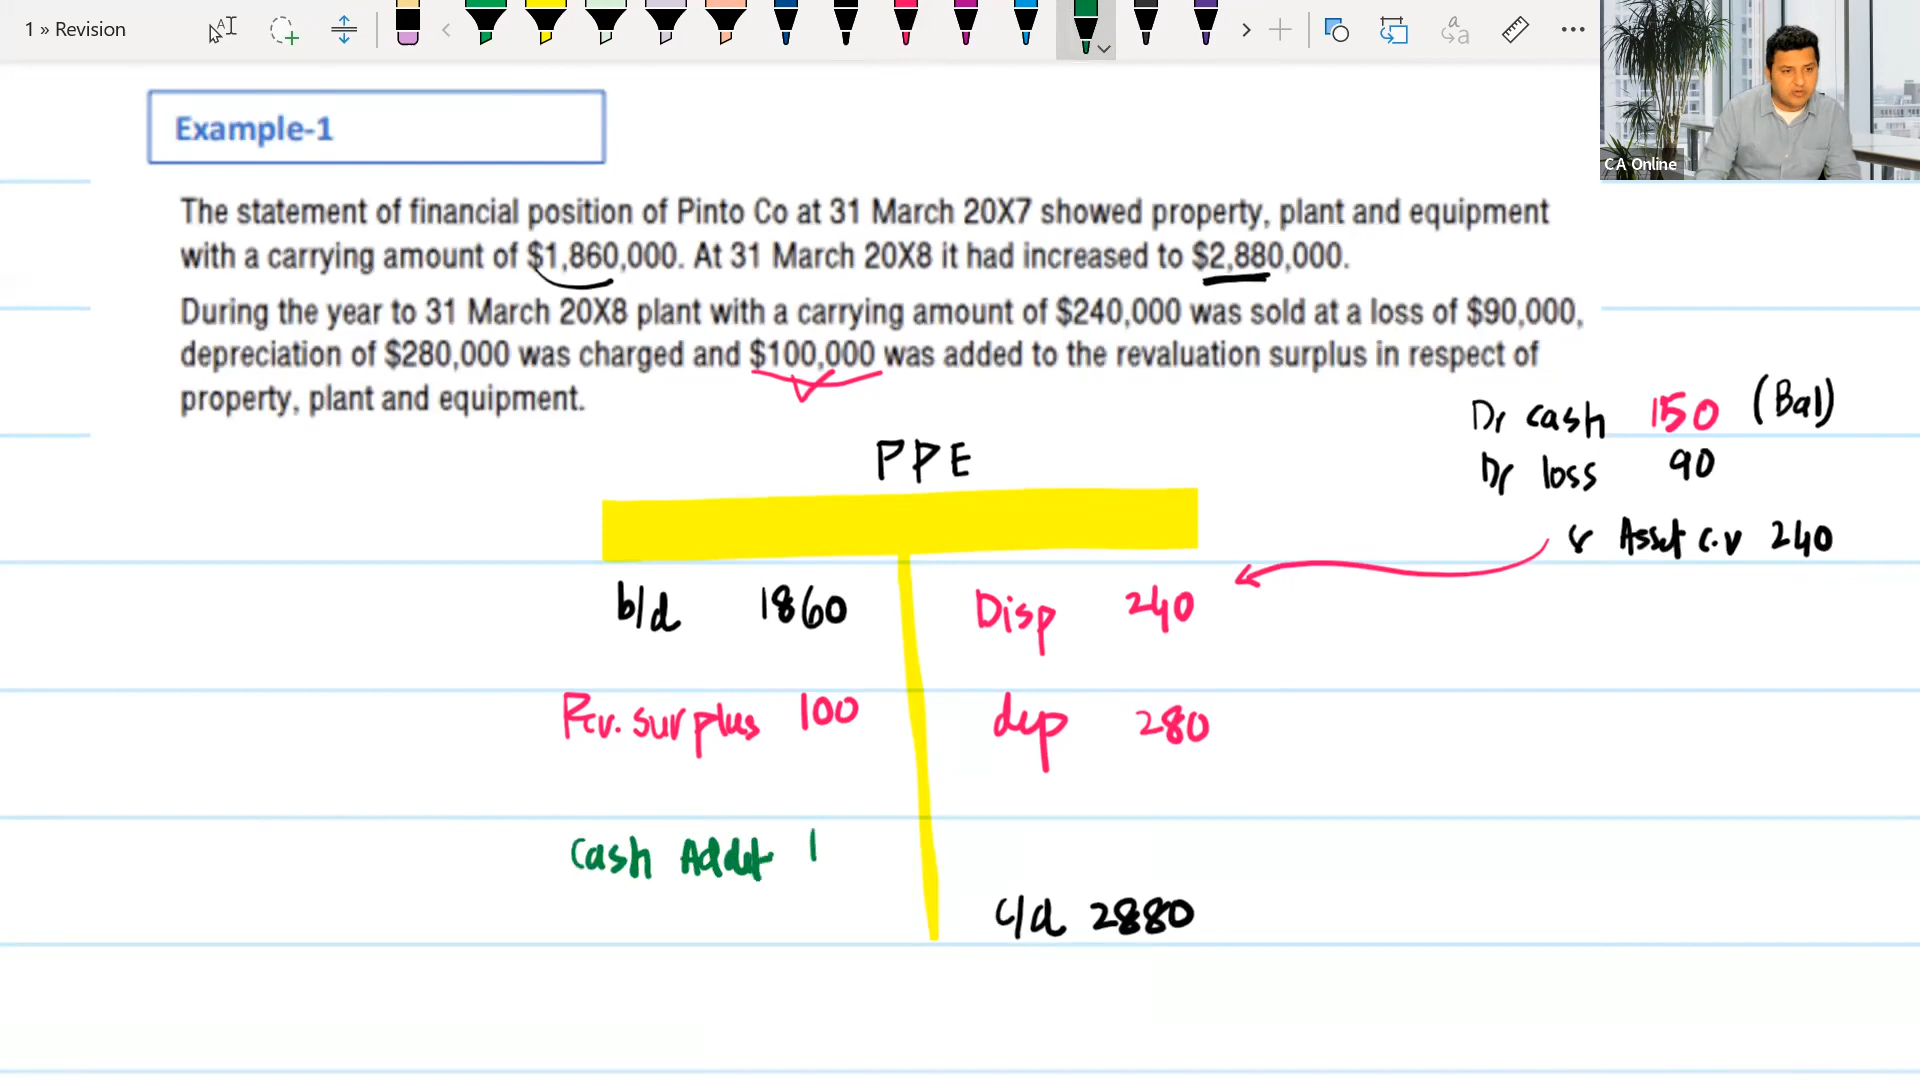 1 » Revision
C A Online
Example-1
The statement of financial position of Pinto Co at 31 March 20X7 showed property, plant and equipment
with a carrying amount of $1,860,000. At 31 March 20X8 it had increased to $2,880,000.
During the year to 31 March 20X8 plant with a carrying amount of $240,000 was sold at a loss of $90,000,
depreciation of $280,000 was charged and $100,000 was added to the revaluation surplus in respect of
property, plant and equipment.
Dr cash 150 (Bal)
Dr loss 90
Asset c.v 240
PPE
b/d 1860
Disp 240
Rev. surplus 100
dep 280
Cash Addt 1
c/d 2880